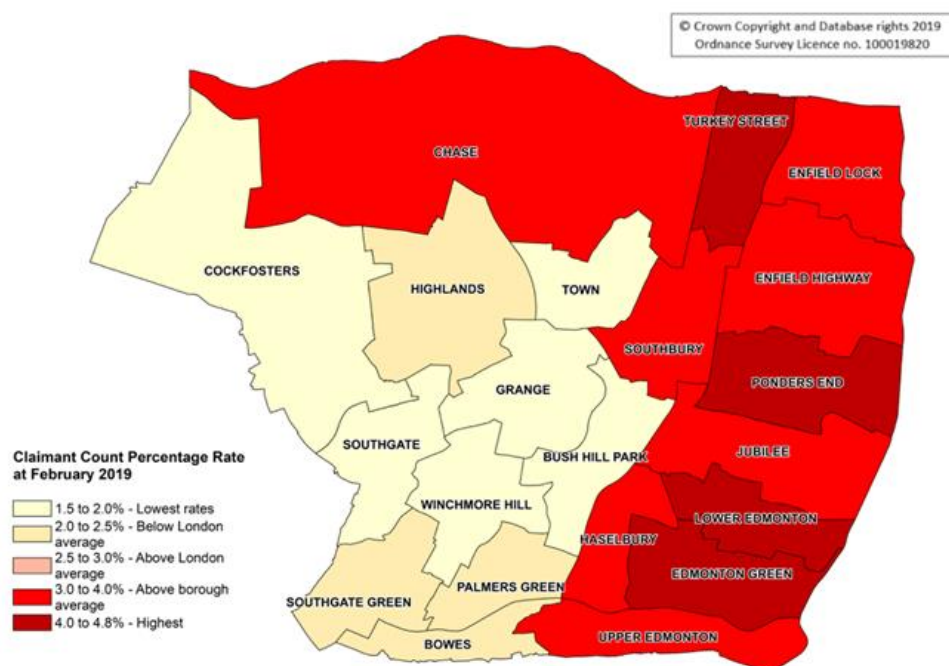 © Crown Copyright and Database rights 2019
Ordnance Survey Licence no. 100019820
TURKEY STREET
CHASE
ENFIELD LOCK
COCKFOSTERS
HIGHLANDS
TOWN
ENFIELD HIGHWAY
SOUTHBURY
GRANGE
PONDERS END
SOUTHGATE
BUSH HILL PARK
JUBILEE
WINCHMORE HILL
LOWER EDMONTON
HASELBURY
EDMONTON GREEN
PALMERS GREEN
SOUTHGATE GREEN
BOWES
UPPER EDMONTON
Claimant Count Percentage Rate
at February 2019
1.5 to 2.0% - Lowest rates
2.0 to 2.5% - Below London
average
2.5 to 3.0% - Above London
average
3.0 to 4.0% - Above borough
average
4.0 to 4.8% - Highest